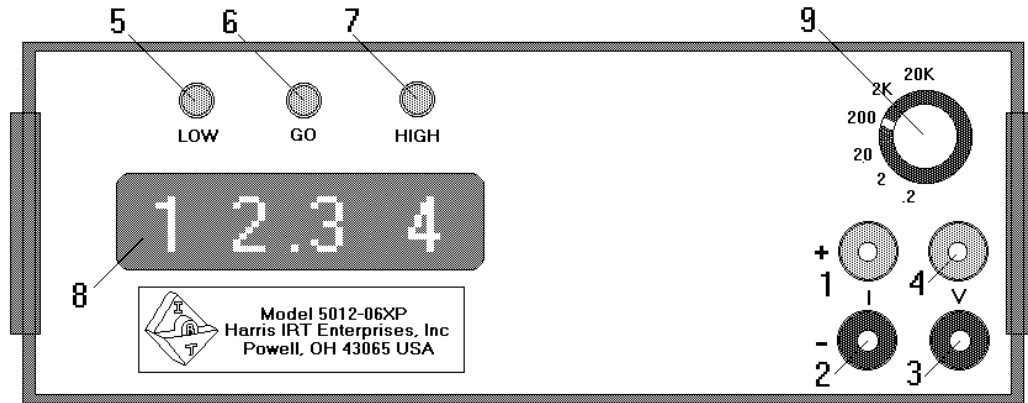 5 6 7 9
LOW GO HIGH
20K
2K
200
20
2
.2
1 2.3 4
8
+ 1 4
I V
- 2 3
I R T
Model 5012-06XP
Harris IRT Enterprises, Inc
Powell, OH 43065 USA